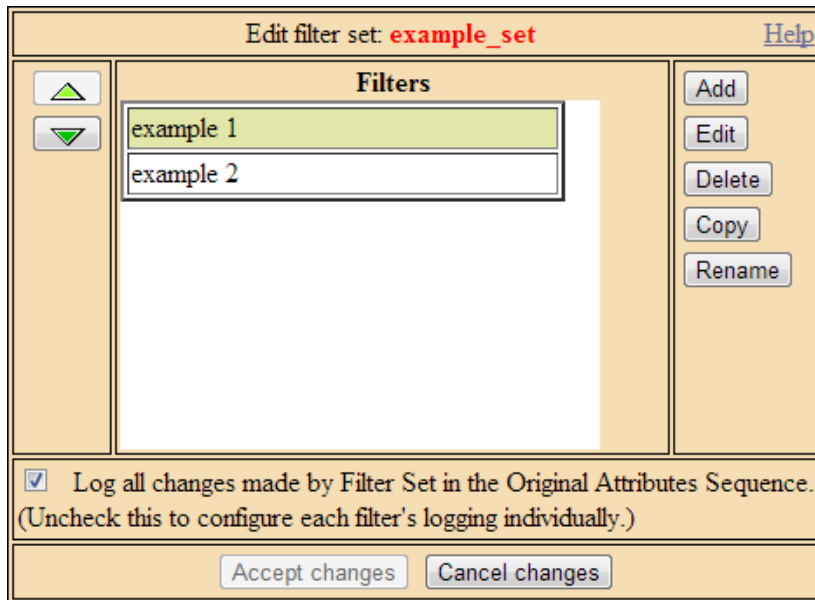 Edit filter set: example_set Help
Filters
example 1
example 2
Add
Edit
Delete
Copy
Rename
Log all changes made by Filter Set in the Original Attributes Sequence.
(Uncheck this to configure each filter's logging individually.)
Accept changes Cancel changes